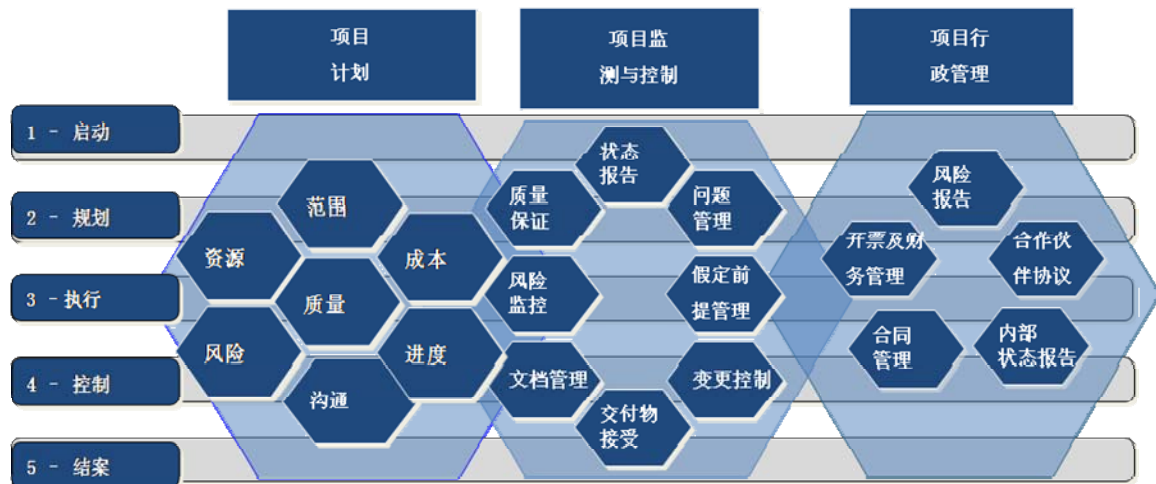 项目
计划
项目监
测与控制
项目行
政管理
1 - 启动
2 - 规划
3 -执行
4 - 控制
5 - 结案
范围
资源
成本
质量
风险
进度
沟通
状态
报告
质量
保证
问题
管理
风险
监控
假定前
提管理
文档管理
变更控制
交付物
接受
风险
报告
开票及财
务管理
合作伙
伴协议
合同
管理
内部
状态报告